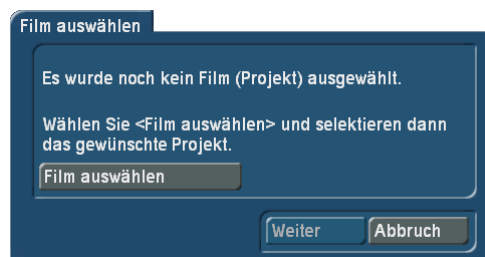 Film auswählen
Es wurde noch kein Film (Projekt) ausgewählt.
Wählen Sie <Film auswählen> und selektieren dann
das gewünschte Projekt.
Film auswählen
Weiter Abbruch